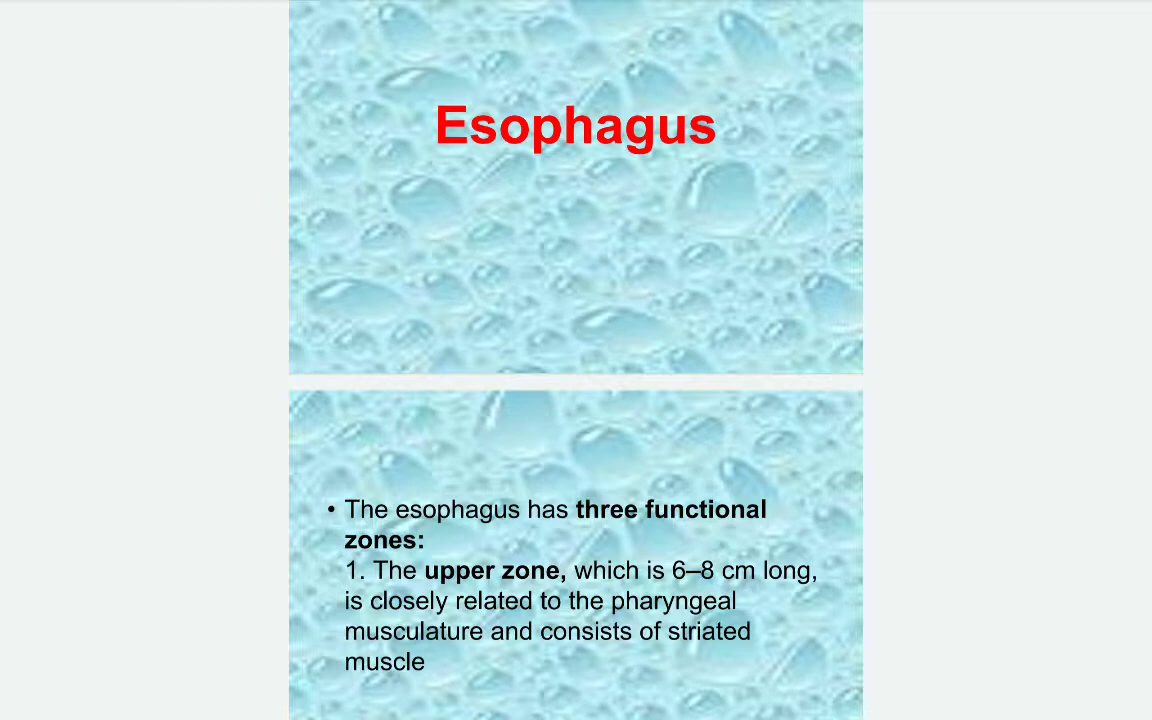 Esophagus
• The esophagus has three functional
zones:
1. The upper zone, which is 6–8 cm long,
is closely related to the pharyngeal
musculature and consists of striated
muscle